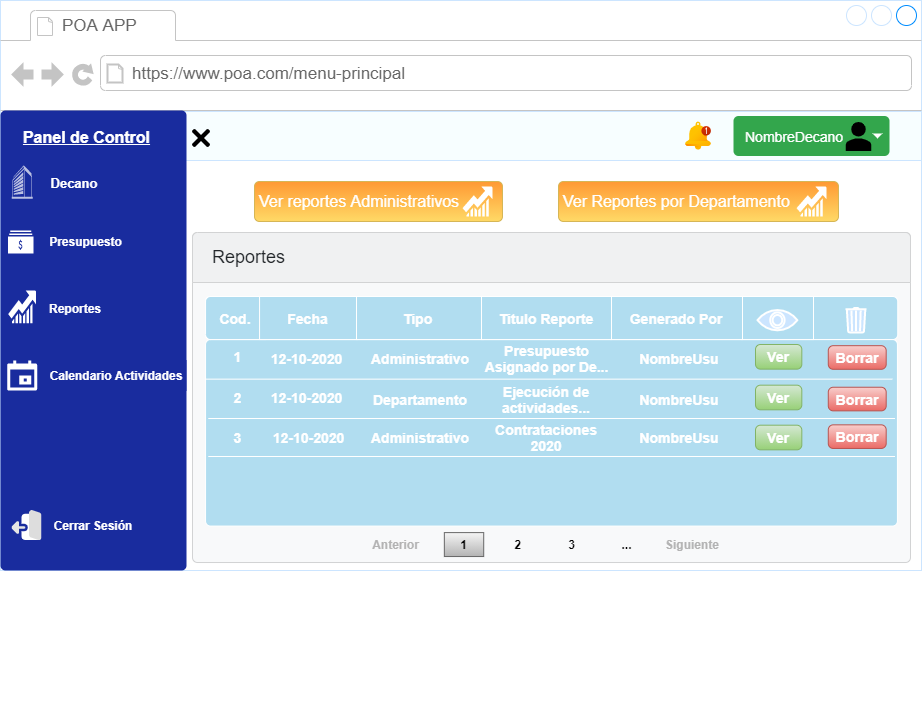 POA APP
https://www.poa.com/menu-principal
Panel de Control
1
NombreDecano
Decano
Ver reportes Administrativos
Ver Reportes por Departamento
Presupuesto
$
Reportes
Reportes
Calendario Actividades
Cerrar Sesión
Cod.
Fecha
Tipo
Titulo Reporte
Generado Por
1
12-10-2020
Administrativo
Presupuesto
Asignado por De...
NombreUsu
Ver
Borrar
2
12-10-2020
Departamento
Ejecución de
actividades...
NombreUsu
Ver
Borrar
3
12-10-2020
Administrativo
Contrataciones
2020
NombreUsu
Ver
Borrar
Anterior
1
2
3
...
Siguiente